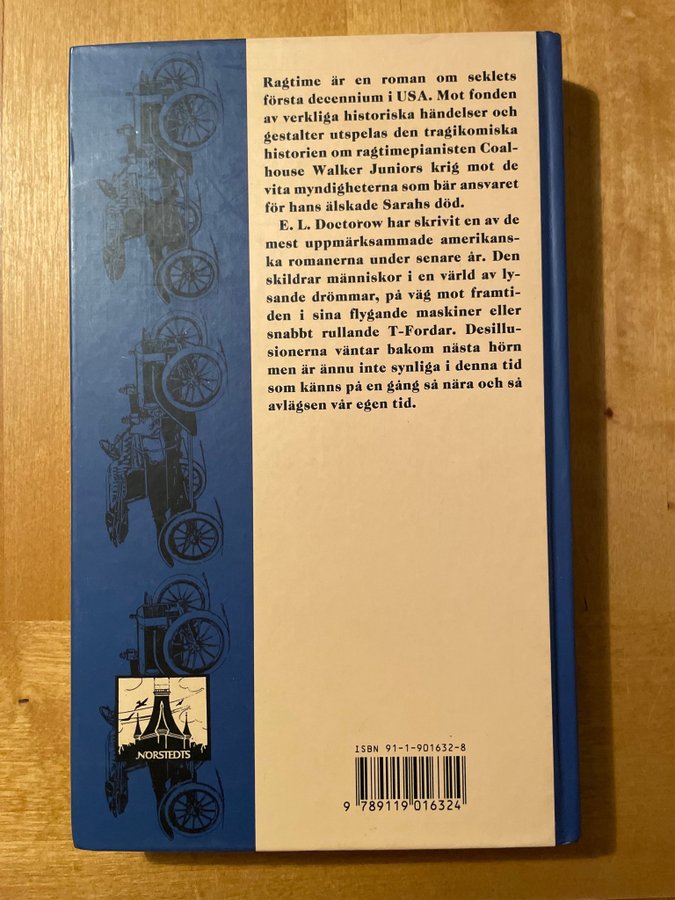 Ragtime är en roman om seklets
första decennium i USA. Mot fonden
av verkliga historiska händelser och
gestalter utspelas den tragikomiska
historien om ragtimepianisten Coal-
house Walker Juniors krig mot de
vita myndigheterna som bär ansvaret
för hans älskade Sarahs död.
E. L. Doctorow har skrivit en av de
mest uppmärksammade amerikans-
ka romanerna under senare år. Den
skildrar människor i en värld av ly-
sande drömmar, på väg mot framti-
den i sina flygande maskiner eller
snabbt rullande T-Fordar. Desillu-
sionerna väntar bakom nästa hörn
men är ännu inte synliga i denna tid
som känns på en gång så nära och så
avlägsen vår egen tid.
NORSTEDTS
ISBN 91-1-901632-8
9 789119 016324